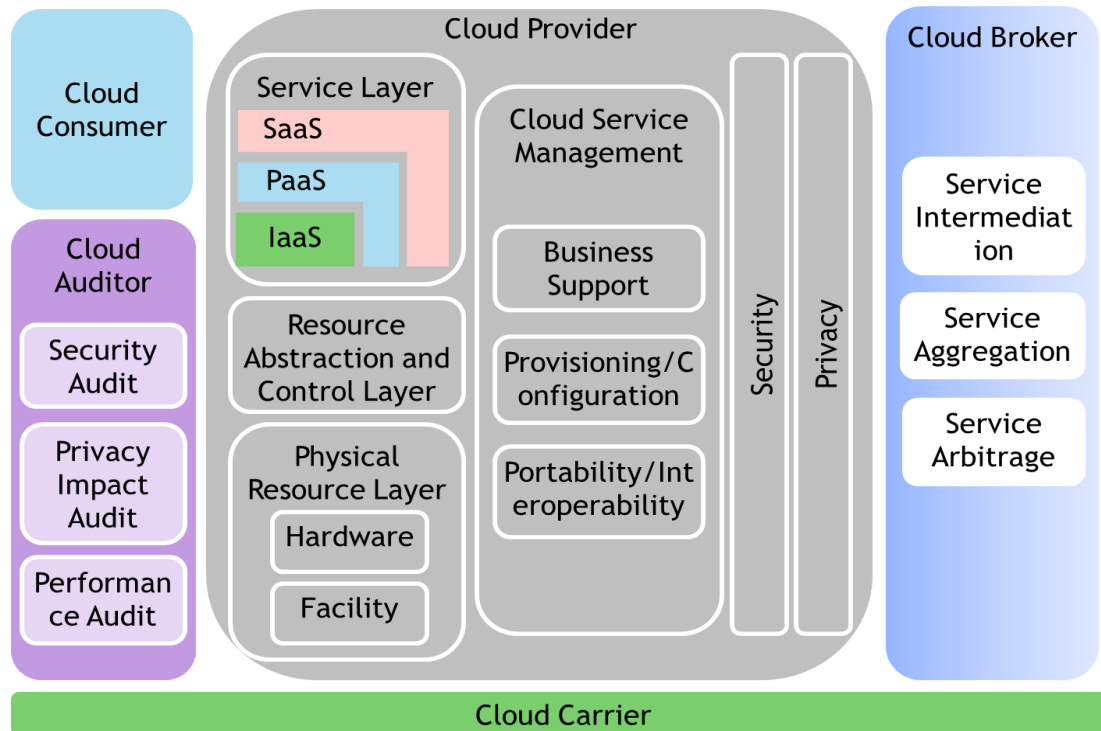 Cloud
Consumer
Cloud
Auditor
Security
Audit
Privacy
Impact
Audit
Performan
ce Audit
Cloud Provider
Service Layer
SaaS
PaaS
IaaS
Resource
Abstraction and
Control Layer
Physical
Resource Layer
Hardware
Facility
Cloud Service
Management
Business
Support
Provisioning/C
onfiguration
Portability/Int
eroperability
Security
Privacy
Cloud Broker
Service
Intermediat
ion
Service
Aggregation
Service
Arbitrage
Cloud Carrier